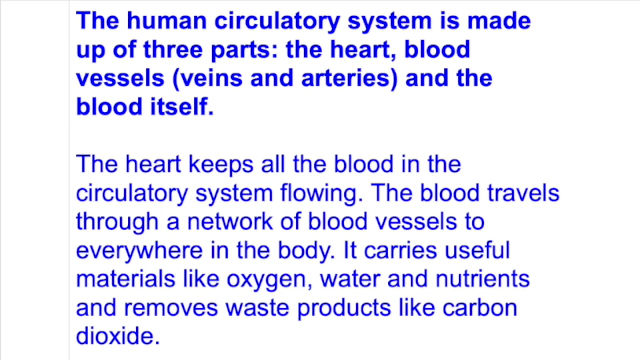 The human circulatory system is made
up of three parts: the heart, blood
vessels (veins and arteries) and the
blood itself.
The heart keeps all the blood in the
circulatory system flowing. The blood travels
through a network of blood vessels to
everywhere in the body. It carries useful
materials like oxygen, water and nutrients
and removes waste products like carbon
dioxide.